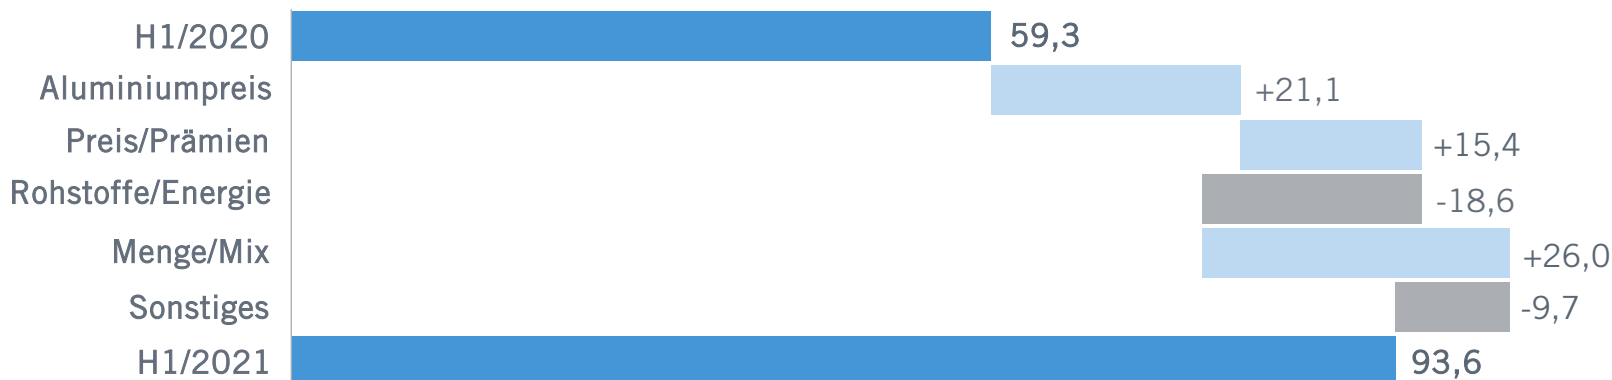 H1/2020 59,3
Aluminiumpreis +21,1
Preis/Prämien +15,4
Rohstoffe/Energie -18,6
Menge/Mix +26,0
Sonstiges -9,7
H1/2021 93,6